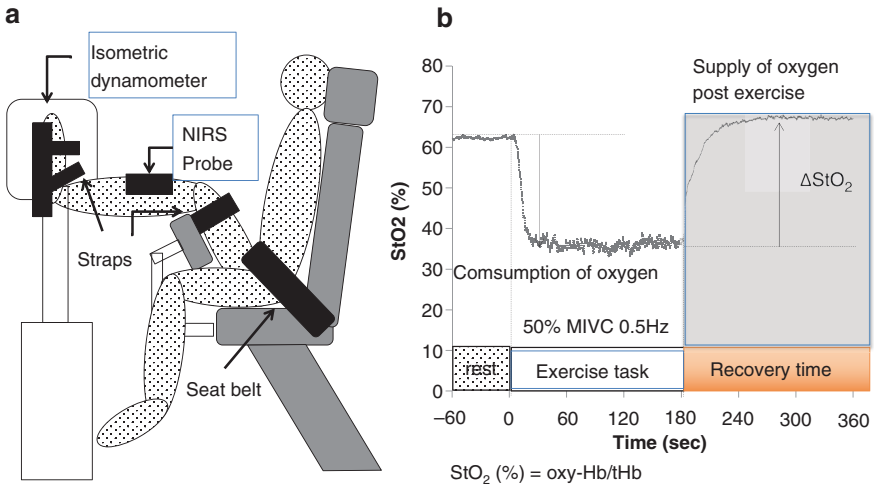 a
Isometric
dynamometer
NIRS
Probe
Straps
Seat belt
b
Supply of oxygen
post exercise
80
70
60
50
40
30
20
10
0
StO2 (%)
ΔStO₂
Comsumption of oxygen
50% MIVC 0.5Hz
rest
Exercise task
Recovery time
−60 0 60 120 180 240 300 360
Time (sec)
StO₂ (%) = oxy-Hb/tHb